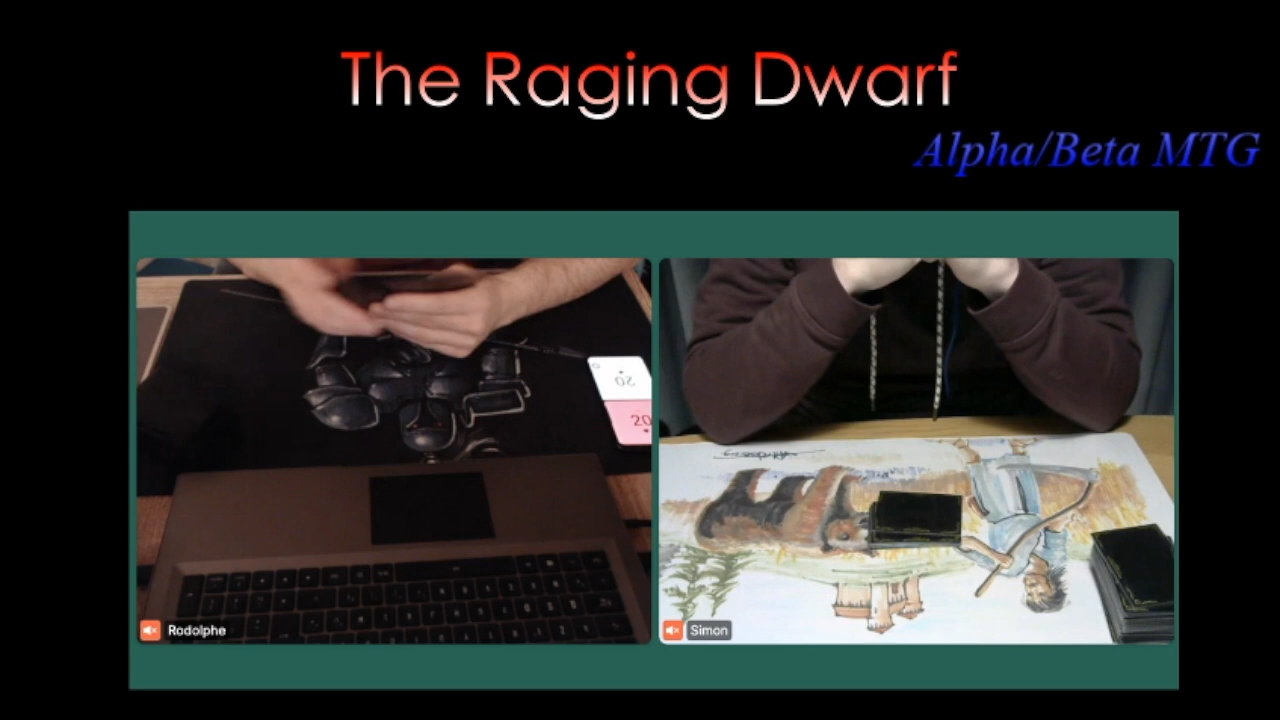 The Raging Dwarf
Alpha/Beta MTG
20
20
Rodolphe
Simon